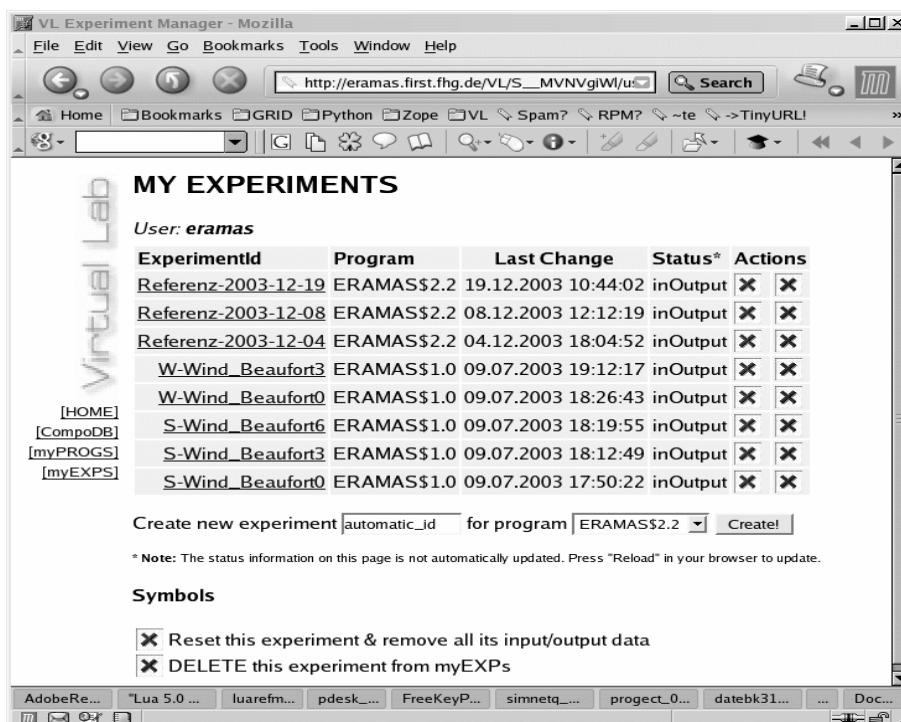 VL Experiment Manager - Mozilla
File Edit View Go Bookmarks Tools Window Help
http://eramas.first.fhg.de/VL/S__MVNVgiWl/u: Search
Home Bookmarks GRID Python Zope VL Spam? RPM? ~te ->TinyURL! »
G
Virtual Lab
MY EXPERIMENTS
User: eramas
ExperimentId Program Last Change Status* Actions
Referenz-2003-12-19 ERAMAS$2.2 19.12.2003 10:44:02 inOutput
Referenz-2003-12-08 ERAMAS$2.2 08.12.2003 12:12:19 inOutput
Referenz-2003-12-04 ERAMAS$2.2 04.12.2003 18:04:52 inOutput
W-Wind_Beaufort3 ERAMAS$1.0 09.07.2003 19:12:17 inOutput
W-Wind_Beaufort0 ERAMAS$1.0 09.07.2003 18:26:43 inOutput
S-Wind_Beaufort6 ERAMAS$1.0 09.07.2003 18:19:55 inOutput
S-Wind_Beaufort3 ERAMAS$1.0 09.07.2003 18:12:49 inOutput
S-Wind_Beaufort0 ERAMAS$1.0 09.07.2003 17:50:22 inOutput
[HOME]
[CompoDB]
[myPROGS]
[myEXPS]
Create new experiment automatic_id for program ERAMAS$2.2 Create!
* Note: The status information on this page is not automatically updated. Press "Reload" in your browser to update.
Symbols
Reset this experiment & remove all its input/output data
DELETE this experiment from myEXPs
AdobeRe... "Lua 5.0 ... luarefm... pdesk_... FreeKeyP... simnetq_... progect_0... datebk31... ... Doc...